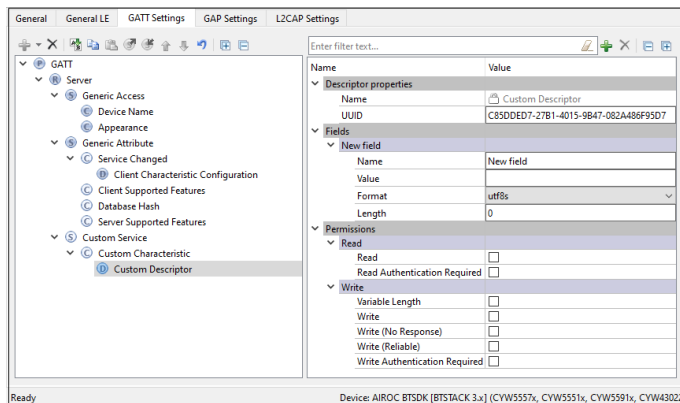 General General LE GATT Settings GAP Settings L2CAP Settings
Enter filter text...
P GATT
R Server
S Generic Access
C Device Name
C Appearance
S Generic Attribute
C Service Changed
D Client Characteristic Configuration
C Client Supported Features
C Database Hash
C Server Supported Features
S Custom Service
C Custom Characteristic
D Custom Descriptor
Name Value
Descriptor properties
Name Custom Descriptor
UUID C85DDED7-27B1-4015-9B47-082A486F95D7
Fields
New field
Name New field
Value
Format utf8s
Length 0
Permissions
Read
Read
Read Authentication Required
Write
Variable Length
Write
Write (No Response)
Write (Reliable)
Write Authentication Required
Ready Device: AIROC BTSDK [BTSTACK 3.x] (CYW5557x, CYW5551x, CYW5591x, CYW43022